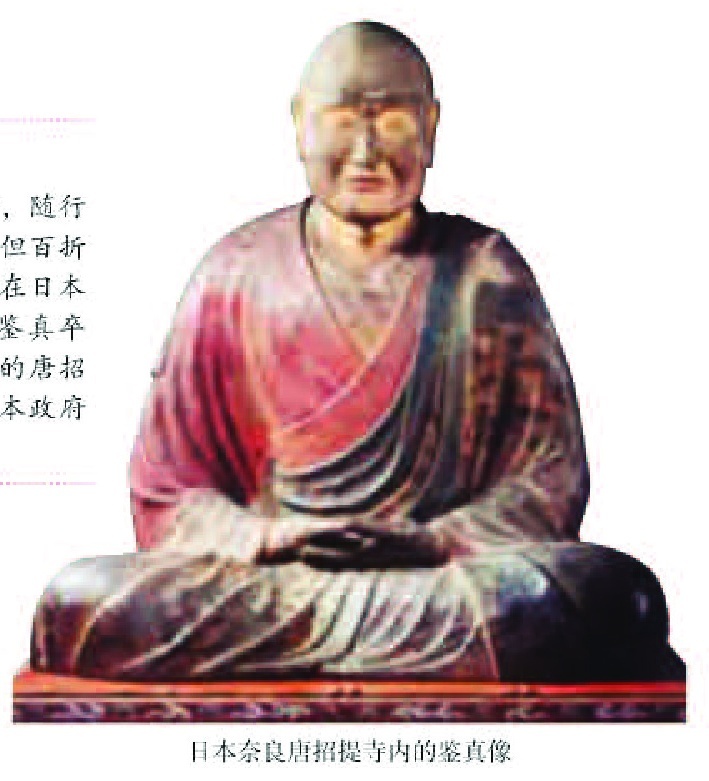 ，随行
但百折
在日本
鉴真卒
的唐招
本政府
日本奈良唐招提寺内的鉴真像